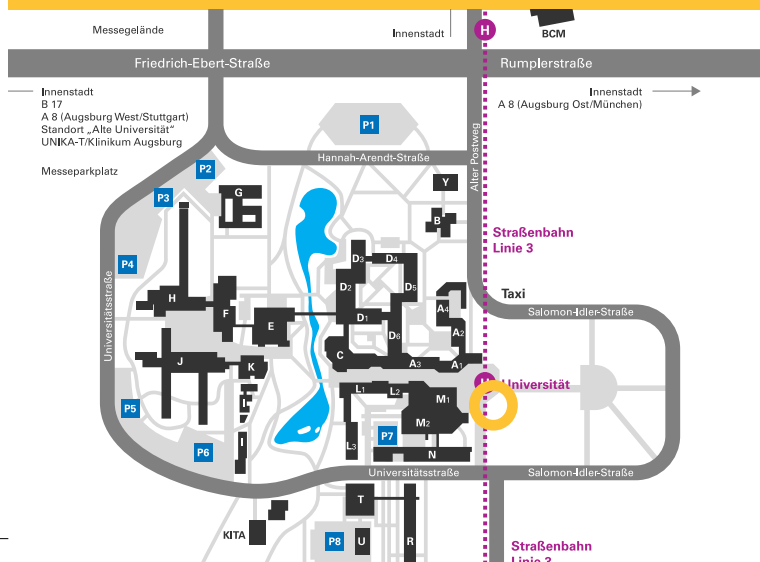 Messegelände
Innenstadt
H
BCM
Friedrich-Ebert-Straße
Rumplerstraße
Innenstadt
B 17
A 8 (Augsburg West/Stuttgart)
Standort „Alte Universität“
UNIKA-T/Klinikum Augsburg
Messeparkplatz
Innenstadt
A 8 (Augsburg Ost/München)
P1
Hannah-Arendt-Straße
Alter Postweg
P2
P3
P4
G
Y
B
Straßenbahn
Linie 3
D3
D4
D2
D5
D1
D6
Taxi
Salomon-Idler-Straße
Universitätsstraße
H
F
E
A4
A2
C
A3
A1
J
K
H
Universität
L1
L2
M1
M2
I
I
L3
P5
P6
P7
N
Universitätsstraße
Salomon-Idler-Straße
T
KITA
P8
U
R
Straßenbahn
Linie 3